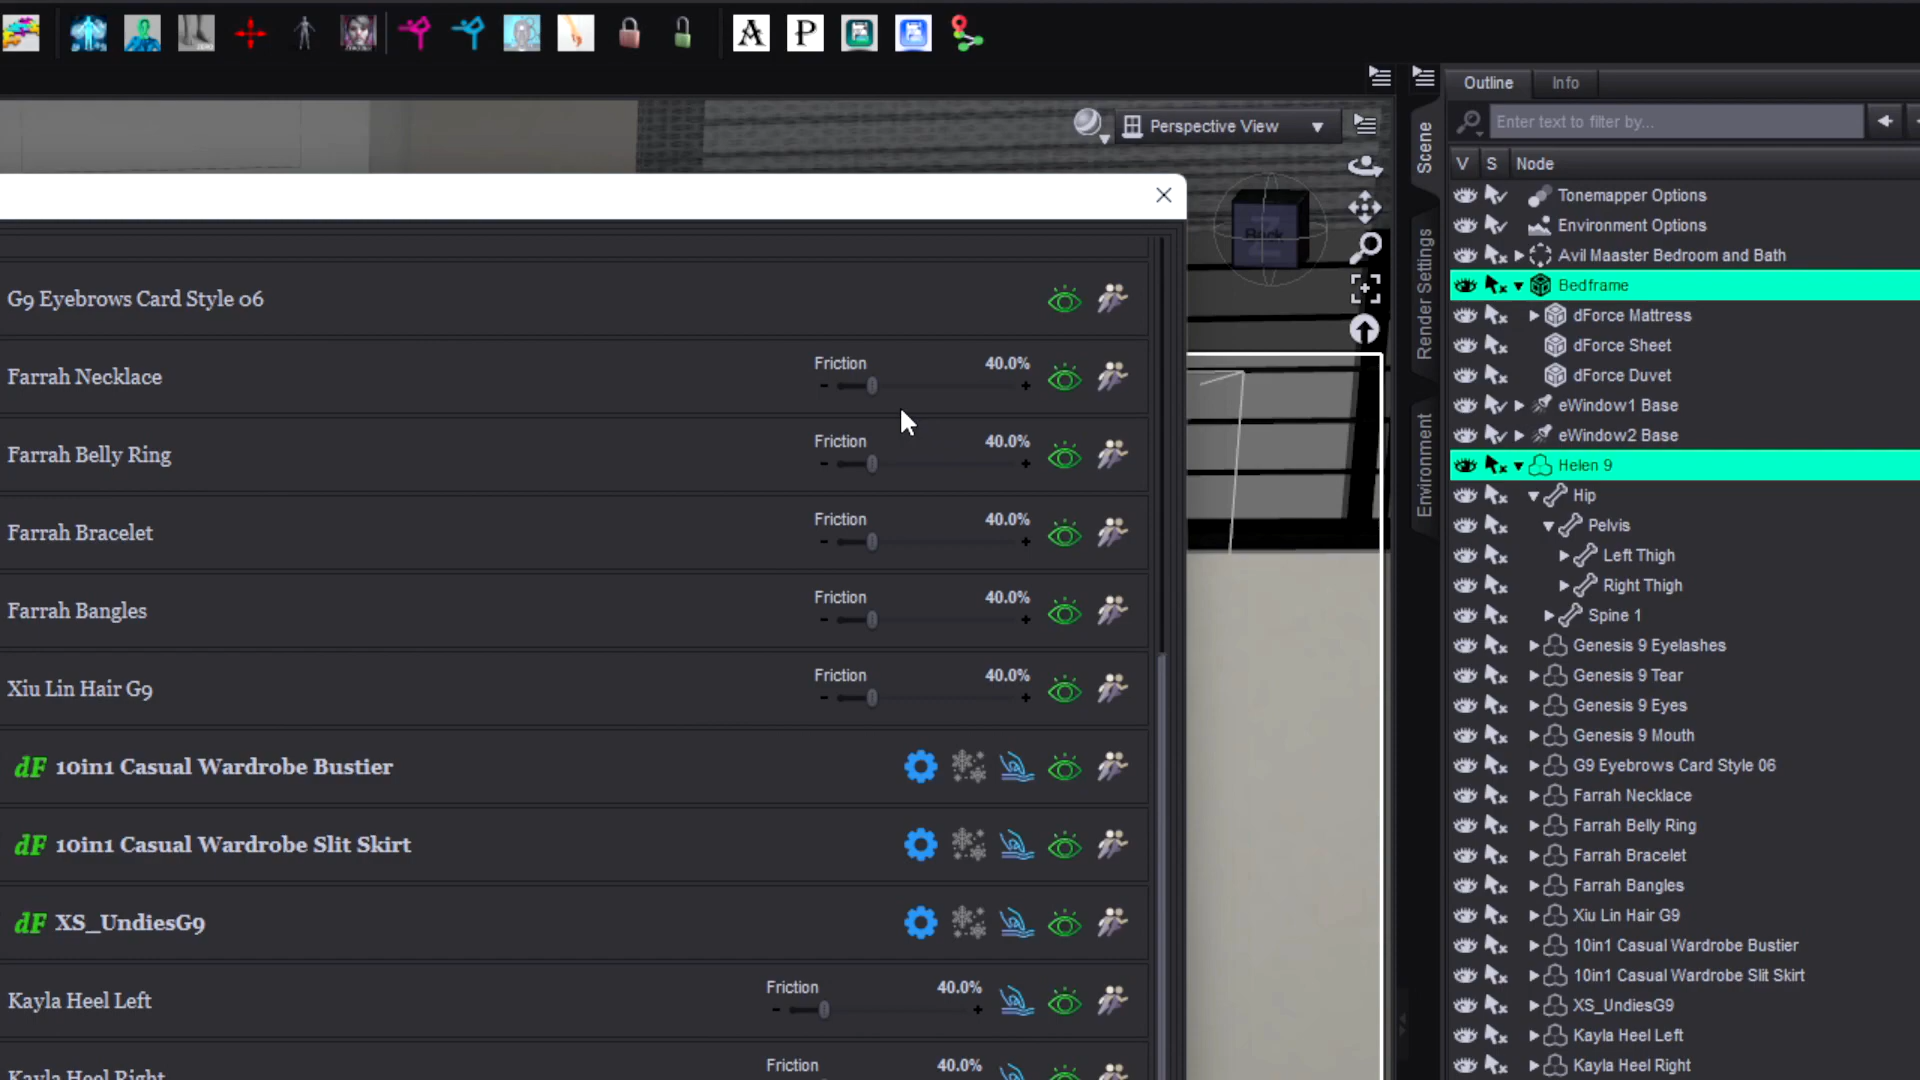 A
P
Outline
Info
Perspective View
Enter text to filter by...
Scene
Render Settings
Environment
V
S
Node
Back
G9 Eyebrows Card Style 06
Farrah Necklace
Friction
40.0%
Farrah Belly Ring
Friction
40.0%
Farrah Bracelet
Friction
40.0%
Farrah Bangles
Friction
40.0%
Xiu Lin Hair G9
Friction
40.0%
dF 10in1 Casual Wardrobe Bustier
dF 10in1 Casual Wardrobe Slit Skirt
dF XS_UndiesG9
Kayla Heel Left
Friction
40.0%
Kayla Heel Right
Friction
40.0%
Tonemapper Options
Environment Options
Avil Maaster Bedroom and Bath
Bedframe
dForce Mattress
dForce Sheet
dForce Duvet
eWindow1 Base
eWindow2 Base
Helen 9
Hip
Pelvis
Left Thigh
Right Thigh
Spine 1
Genesis 9 Eyelashes
Genesis 9 Tear
Genesis 9 Eyes
Genesis 9 Mouth
G9 Eyebrows Card Style 06
Farrah Necklace
Farrah Belly Ring
Farrah Bracelet
Farrah Bangles
Xiu Lin Hair G9
10in1 Casual Wardrobe Bustier
10in1 Casual Wardrobe Slit Skirt
XS_UndiesG9
Kayla Heel Left
Kayla Heel Right